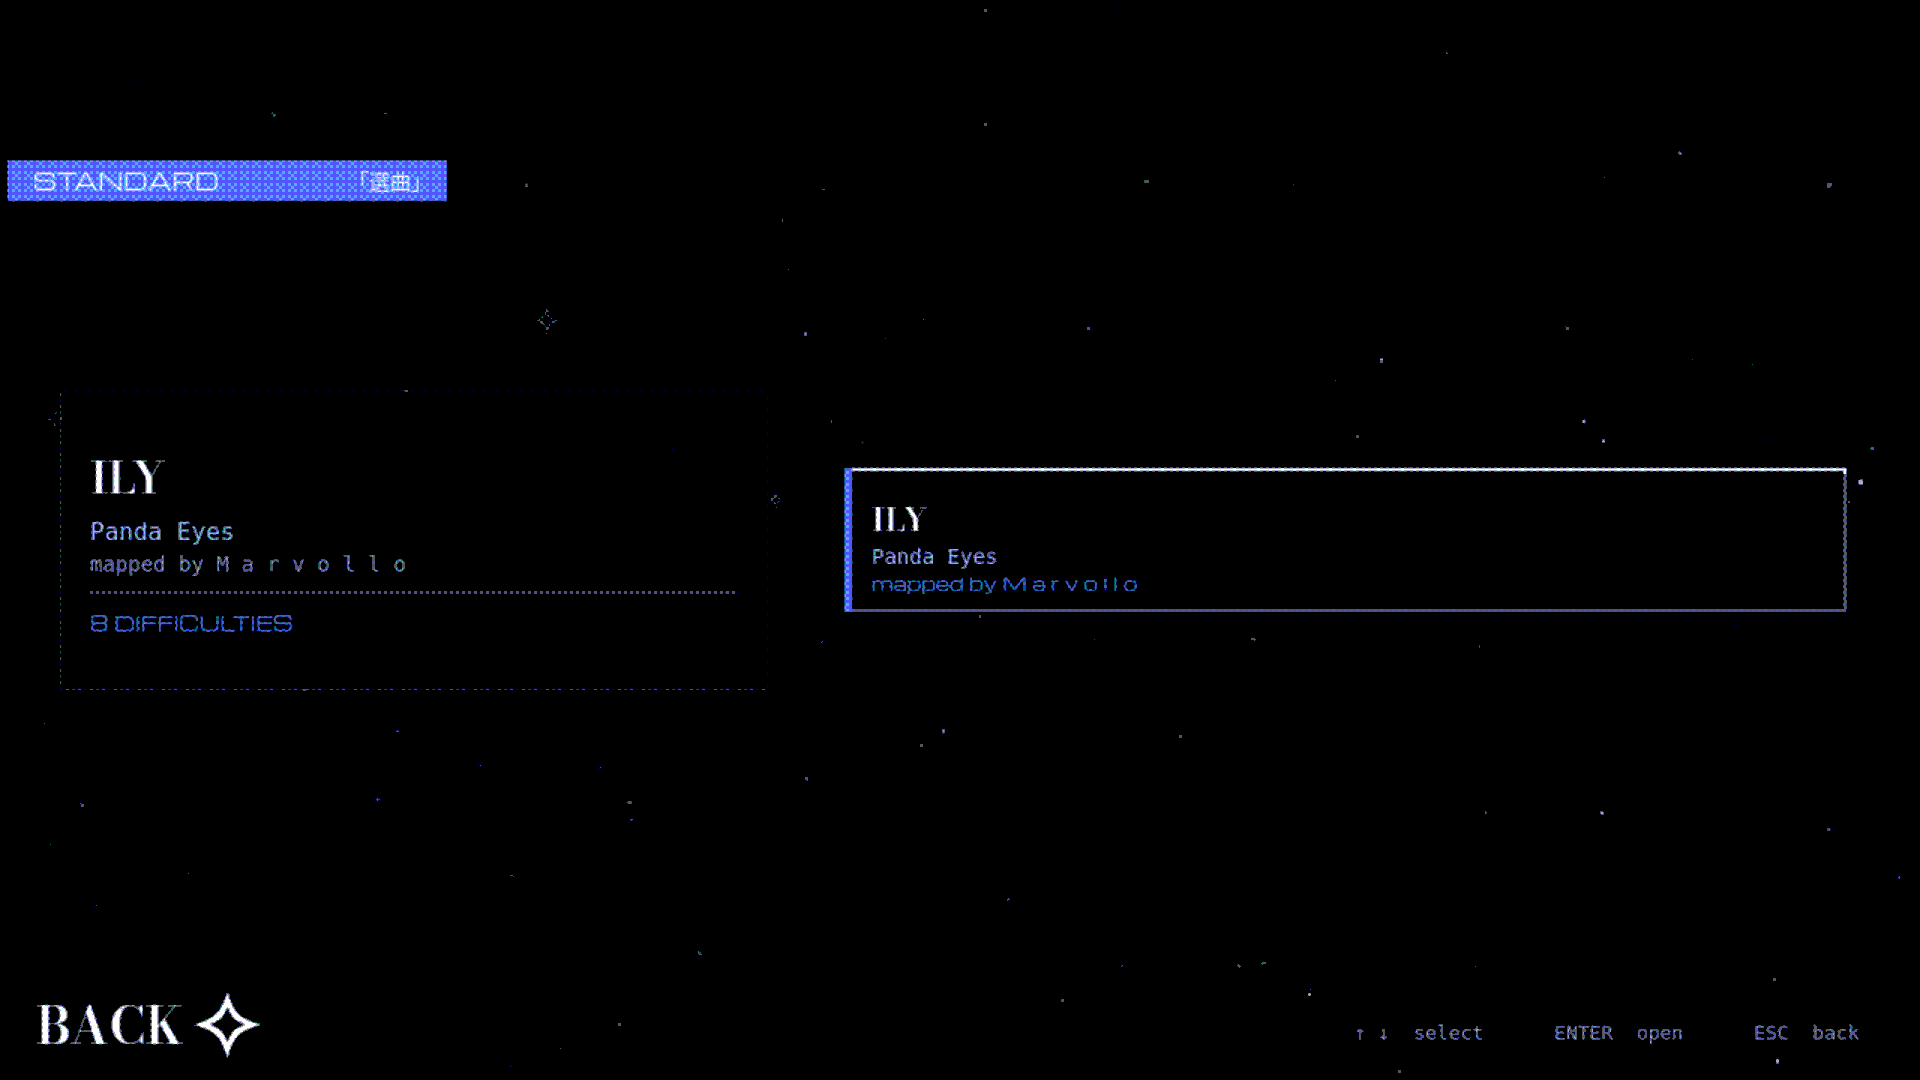 STANDARD 「選曲」
ILY
Panda Eyes
mapped by M a r v o l l o
8 DIFFICULTIES
ILY
Panda Eyes
mapped by M a r v o l l o
BACK
↑ ↓ select ENTER open ESC back